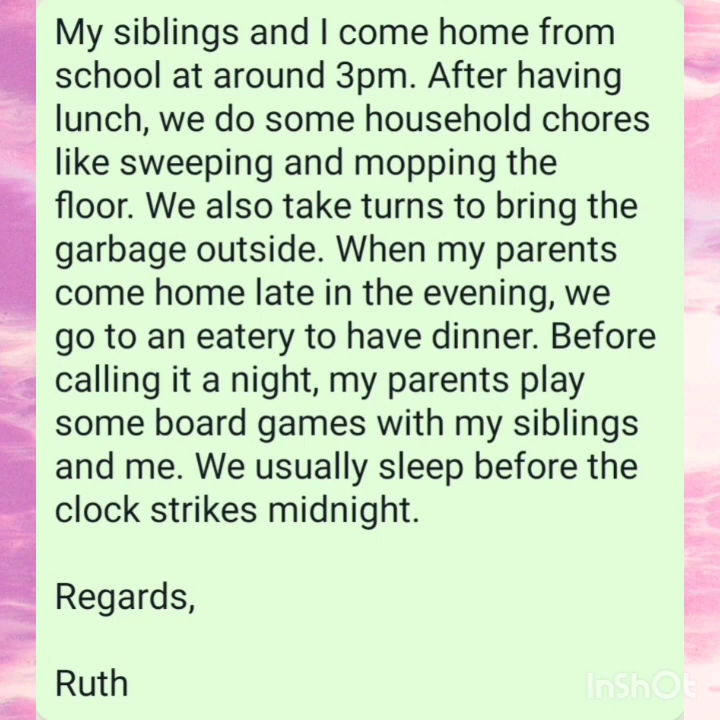 My siblings and I come home from
school at around 3pm. After having
lunch, we do some household chores
like sweeping and mopping the
floor. We also take turns to bring the
garbage outside. When my parents
come home late in the evening, we
go to an eatery to have dinner. Before
calling it a night, my parents play
some board games with my siblings
and me. We usually sleep before the
clock strikes midnight.
Regards,
Ruth
InShOt